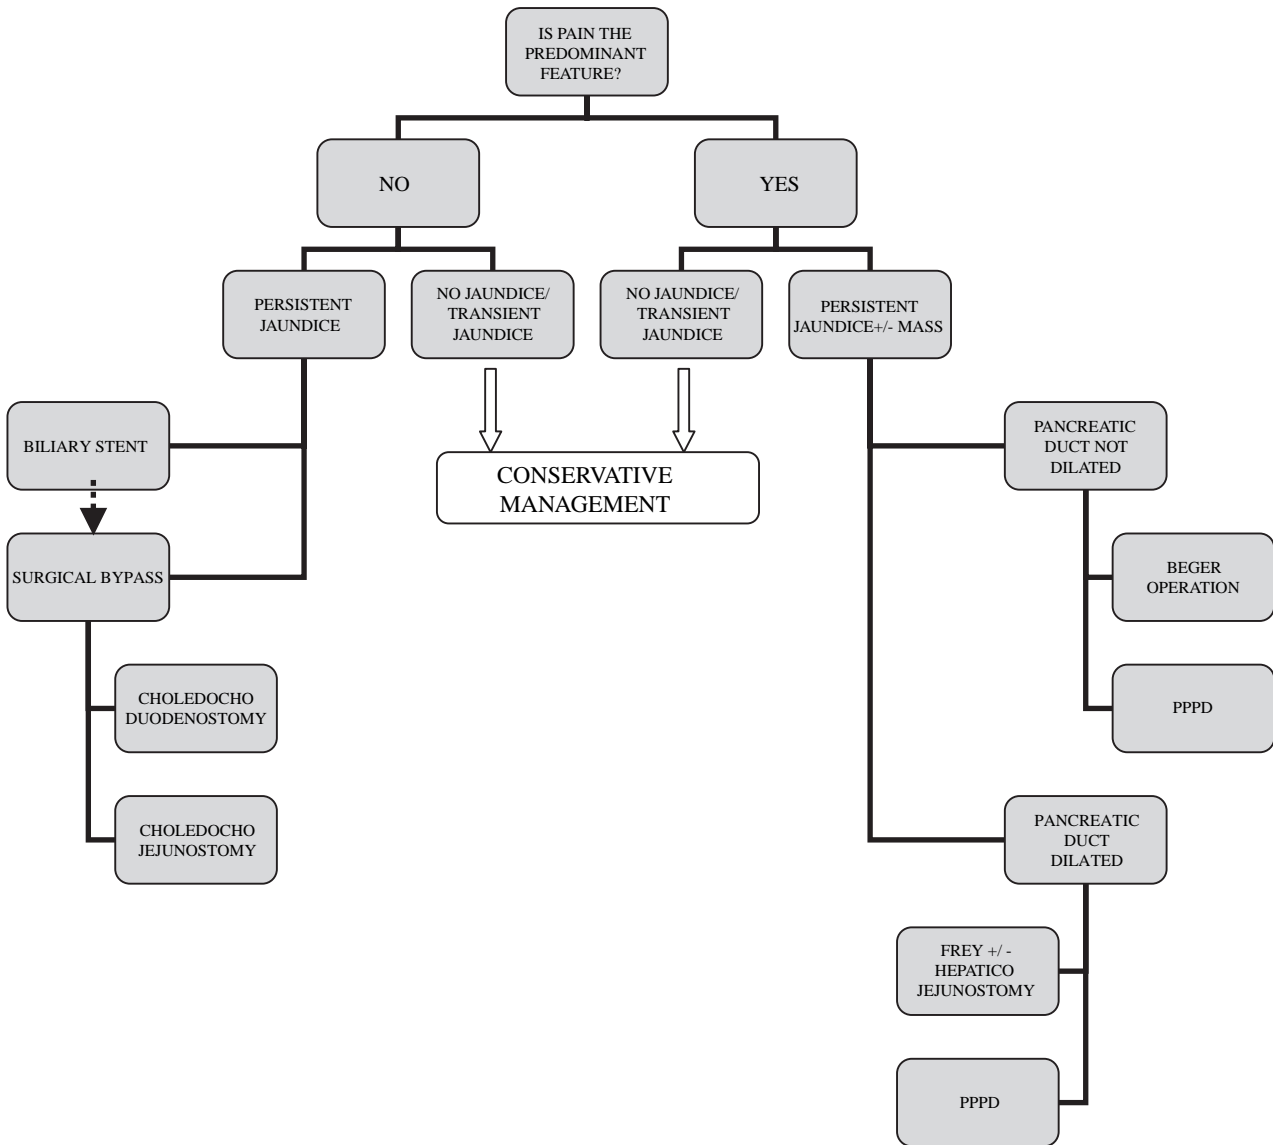 IS PAIN THE
PREDOMINANT
FEATURE?
NO
YES
PERSISTENT
JAUNDICE
NO JAUNDICE/
TRANSIENT
JAUNDICE
NO JAUNDICE/
TRANSIENT
JAUNDICE
PERSISTENT
JAUNDICE+/- MASS
BILIARY STENT
CONSERVATIVE
MANAGEMENT
PANCREATIC
DUCT NOT
DILATED
SURGICAL BYPASS
BEGER
OPERATION
CHOLEDOCHO
DUODENOSTOMY
PPPD
CHOLEDOCHO
JEJUNOSTOMY
PANCREATIC
DUCT
DILATED
FREY +/ -
HEPATICO
JEJUNOSTOMY
PPPD